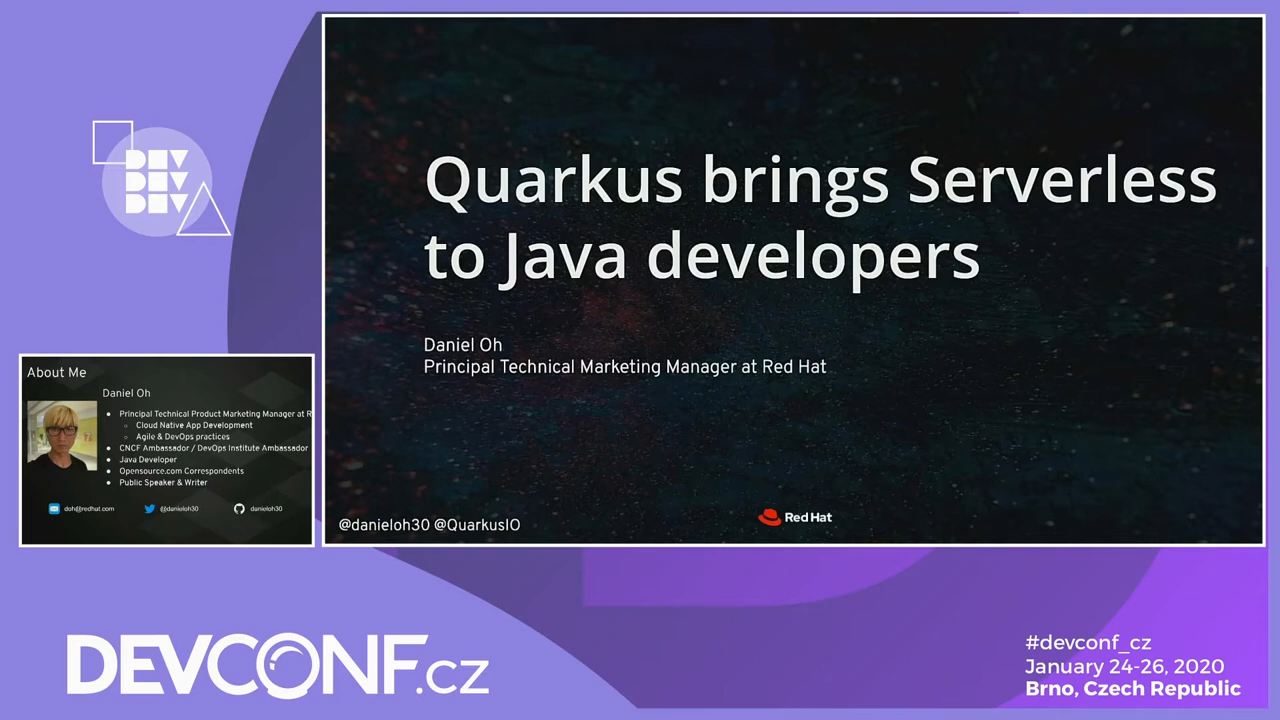 DEV
DEV
DEV
Quarkus brings Serverless
to Java developers
Daniel Oh
Principal Technical Marketing Manager at Red Hat
@danieloh30 @QuarkusIO
Red Hat
About Me
Daniel Oh
Principal Technical Product Marketing Manager at R
Cloud Native App Development
Agile & DevOps practices
CNCF Ambassador / DevOps Institute Ambassador
Java Developer
Opensource.com Correspondents
Public Speaker & Writer
doh@redhat.com
@danieloh30
danieloh30
DEVCONF.cz
#devconf_cz
January 24-26, 2020
Brno, Czech Republic